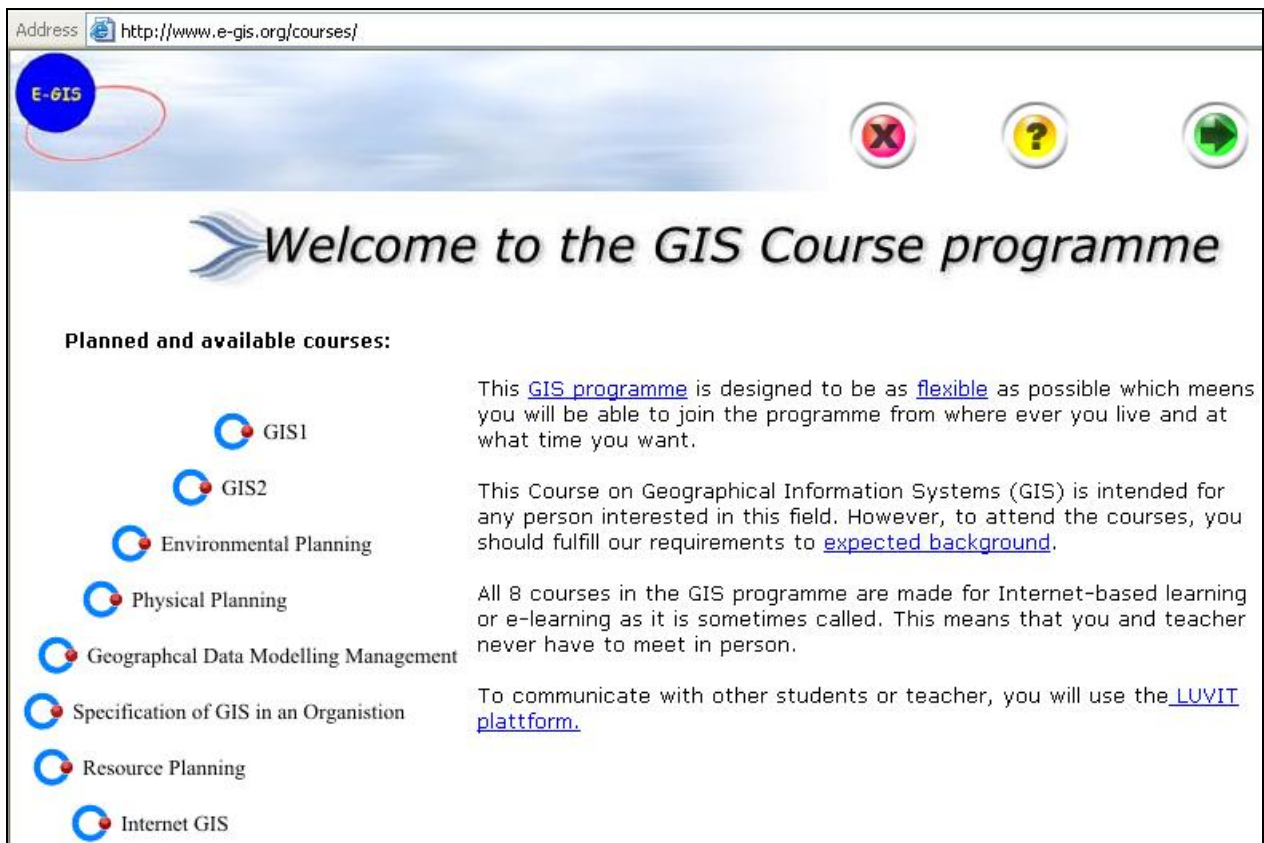 Address http://www.e-gis.org/courses/
E-GIS
X ?
Welcome to the GIS Course programme
Planned and available courses:
GIS1
GIS2
Environmental Planning
Physical Planning
Geographcal Data Modelling Management
Specification of GIS in an Organistion
Resource Planning
Internet GIS
This GIS programme is designed to be as flexible as possible which meens
you will be able to join the programme from where ever you live and at
what time you want.
This Course on Geographical Information Systems (GIS) is intended for
any person interested in this field. However, to attend the courses, you
should fulfill our requirements to expected background.
All 8 courses in the GIS programme are made for Internet-based learning
or e-learning as it is sometimes called. This means that you and teacher
never have to meet in person.
To communicate with other students or teacher, you will use the LUVIT
plattform.